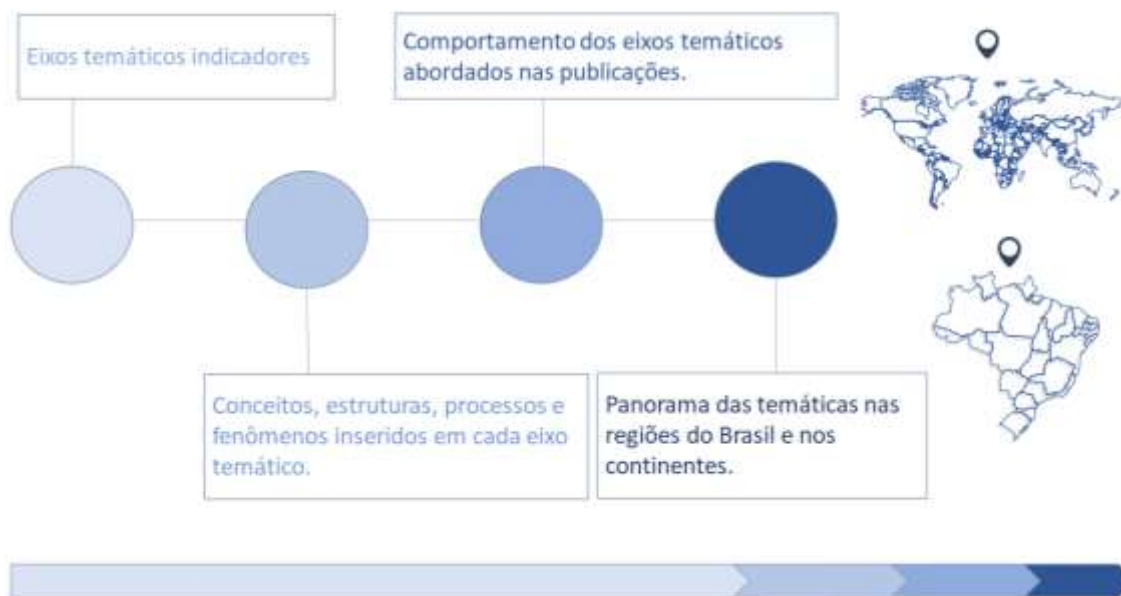 Eixos temáticos indicadores
Comportamento dos eixos temáticos
abordados nas publicações.
Conceitos, estruturas, processos e
fenômenos inseridos em cada eixo
temático.
Panorama das temáticas nas
regiões do Brasil e nos
continentes.